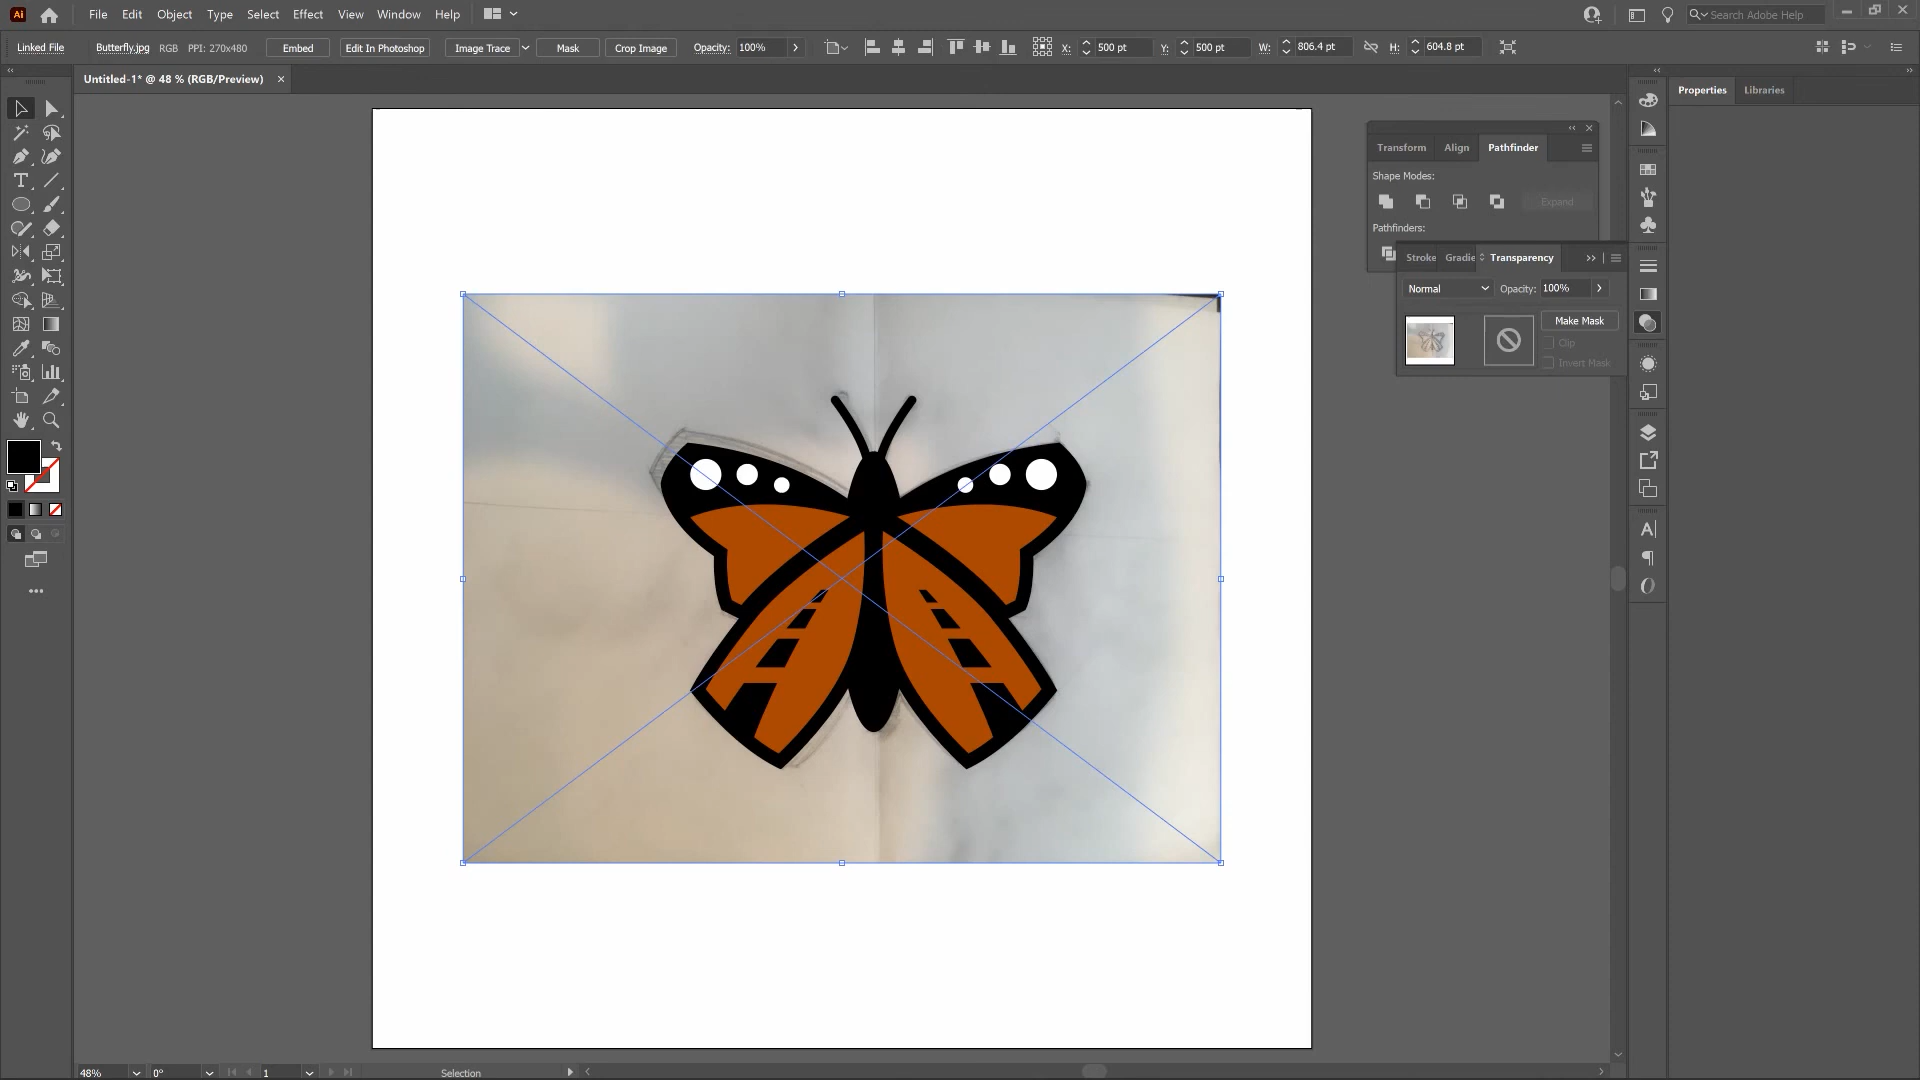 Ai File Edit Object Type Select Effect View Window Help Search Adobe Help
Linked File Butterfly.jpg RGB PPI: 270x480 Embed Edit In Photoshop Image Trace Mask Crop Image Opacity: 100% X: 500 pt Y: 500 pt W: 806.4 pt H: 604.8 pt
Untitled-1* @ 48 % (RGB/Preview)
Properties Libraries
Transform Align Pathfinder
Shape Modes:
Expand
Pathfinders:
Stroke Gradie Transparency
Normal Opacity: 100%
Make Mask
Clip
Invert Mask
48% 0° 1 Selection